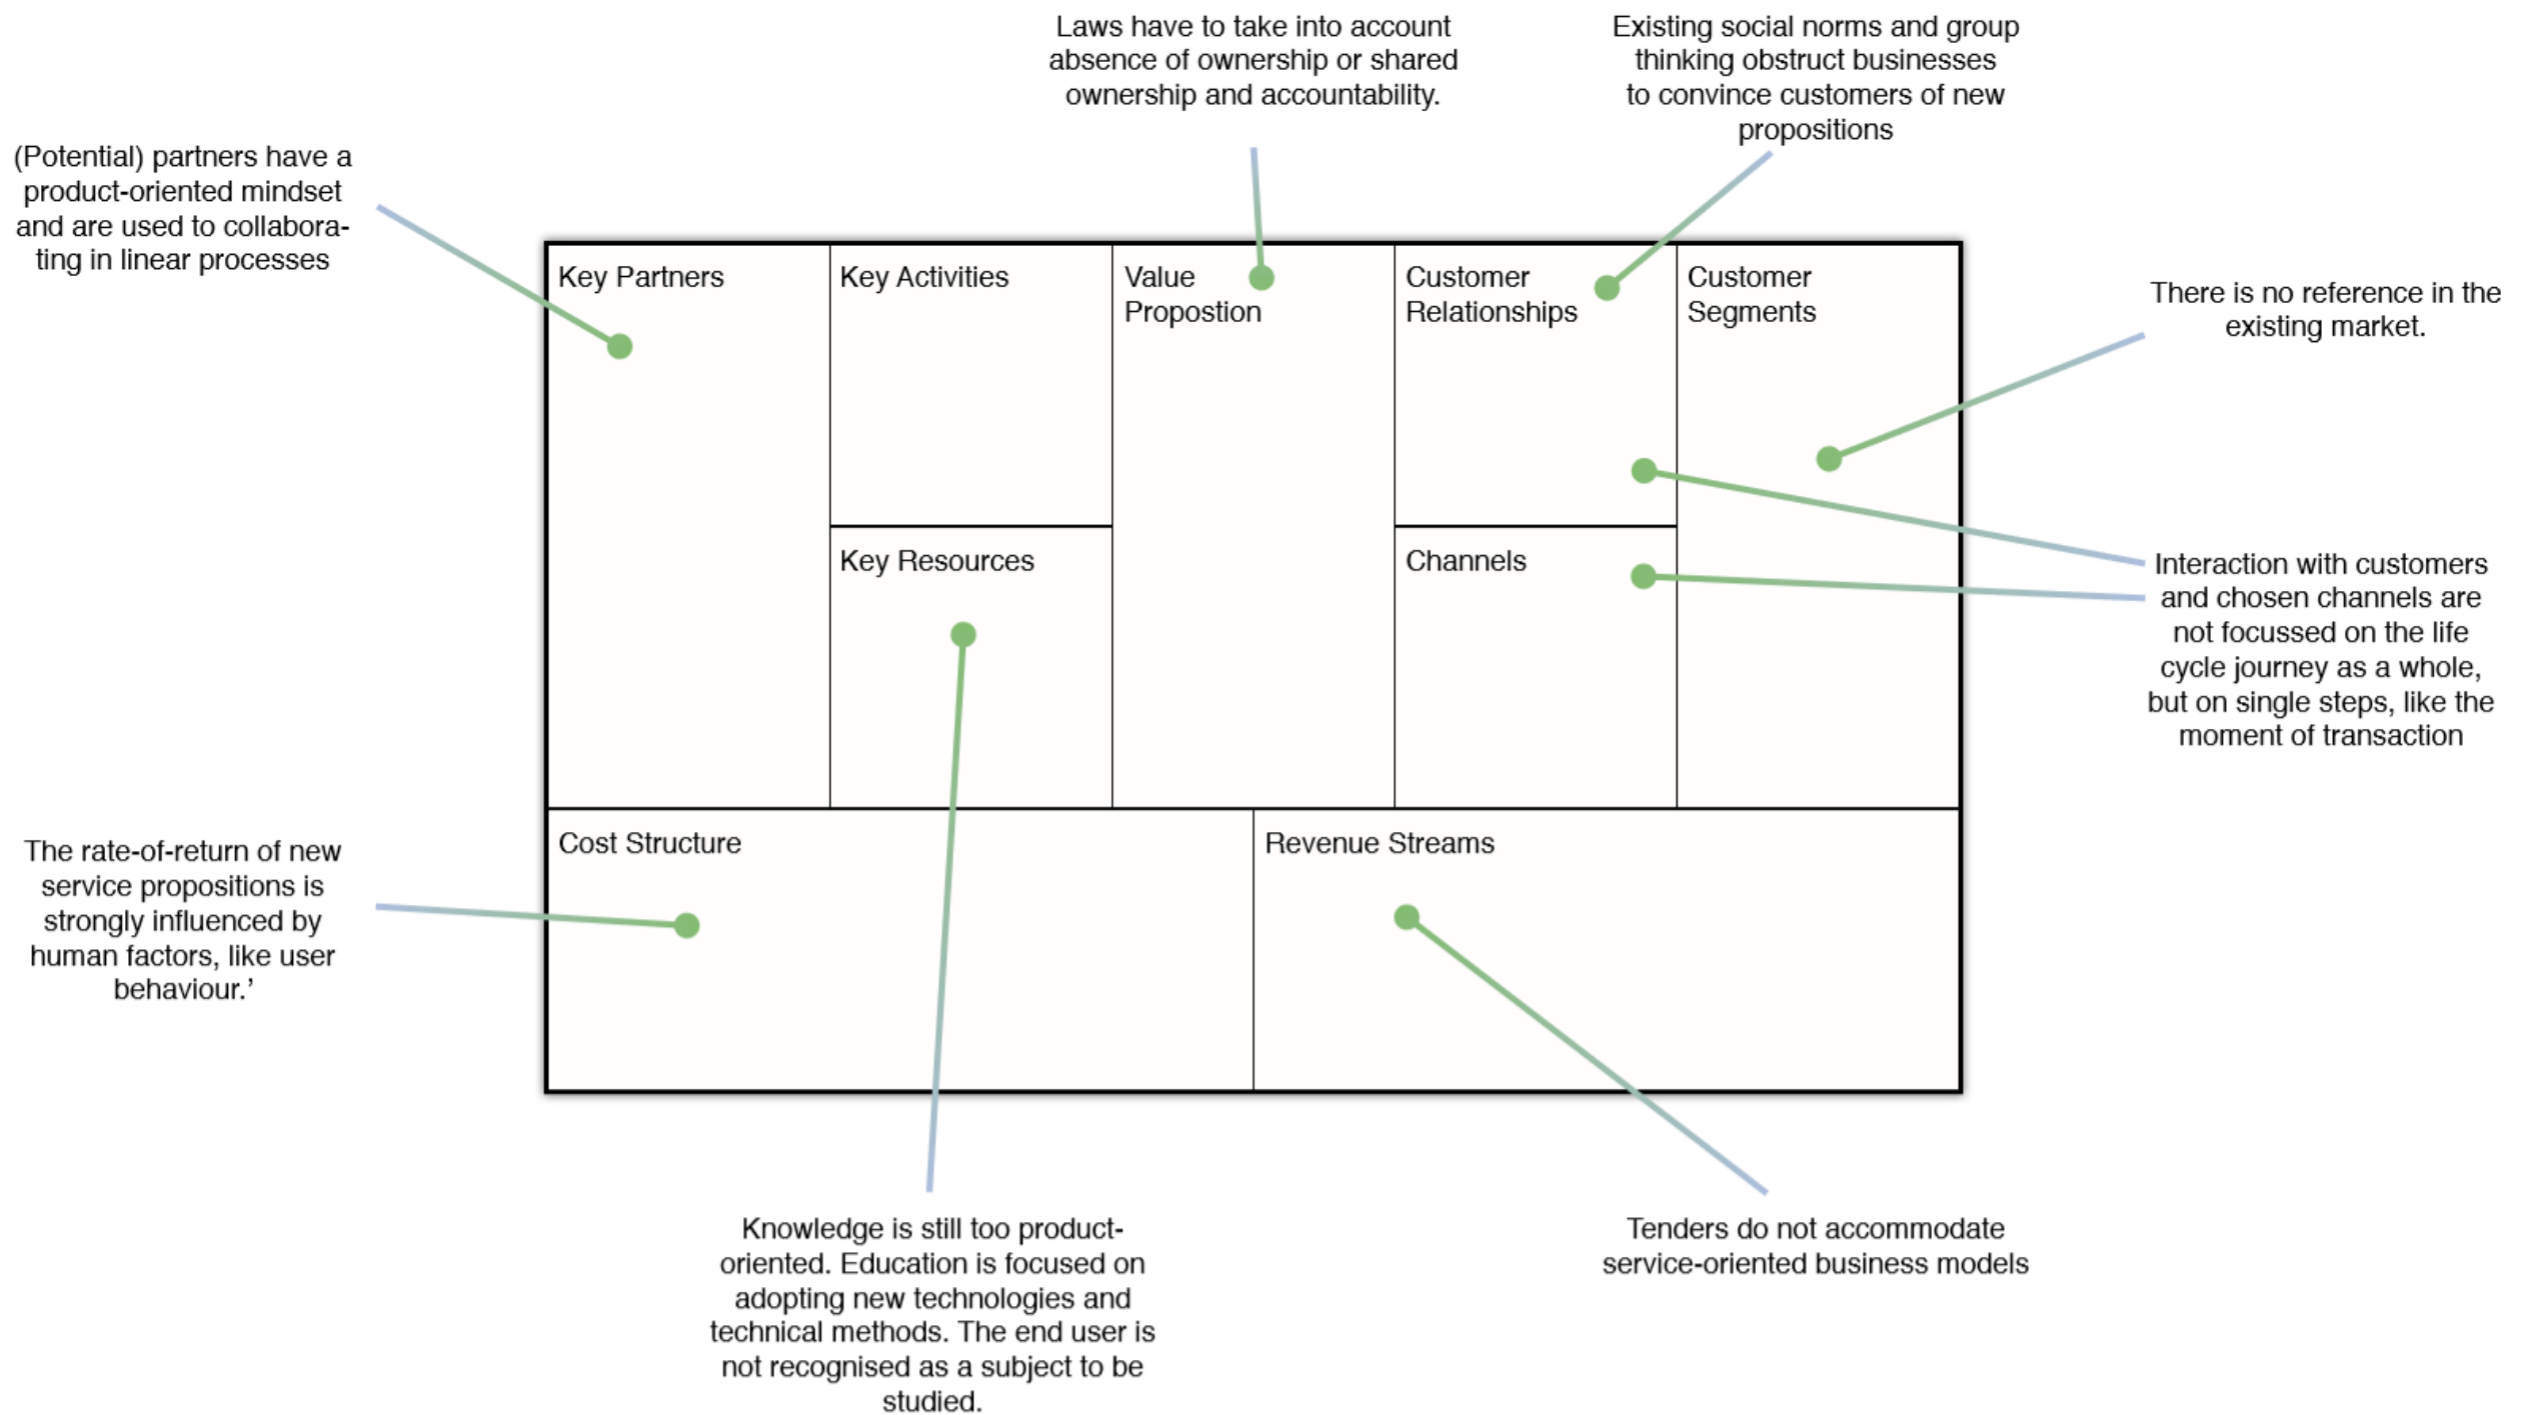 Laws have to take into account
absence of ownership or shared
ownership and accountability.
Existing social norms and group
thinking obstruct businesses
to convince customers of new
propositions
(Potential) partners have a
product-oriented mindset
and are used to collabora-
ting in linear processes
Key Partners
Key Activities
Value
Propostion
Customer
Relationships
Customer
Segments
There is no reference in the
existing market.
Key Resources
Channels
Interaction with customers
and chosen channels are
not focussed on the life
cycle journey as a whole,
but on single steps, like the
moment of transaction
The rate-of-return of new
service propositions is
strongly influenced by
human factors, like user
behaviour.’
Cost Structure
Revenue Streams
Knowledge is still too product-
oriented. Education is focused on
adopting new technologies and
technical methods. The end user is
not recognised as a subject to be
studied.
Tenders do not accommodate
service-oriented business models